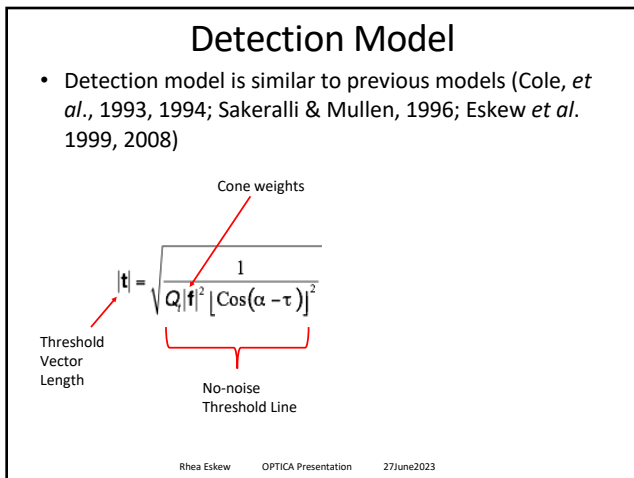 Detection Model
• Detection model is similar to previous models (Cole, et
al., 1993, 1994; Sakeralli & Mullen, 1996; Eskew et al.
1999, 2008)
Cone weights
|t| = √(1 / (Qᵢ|f|² ⌊Cos(α − τ)⌋²))
Threshold
Vector
Length
No-noise
Threshold Line
Rhea Eskew OPTICA Presentation 27June2023